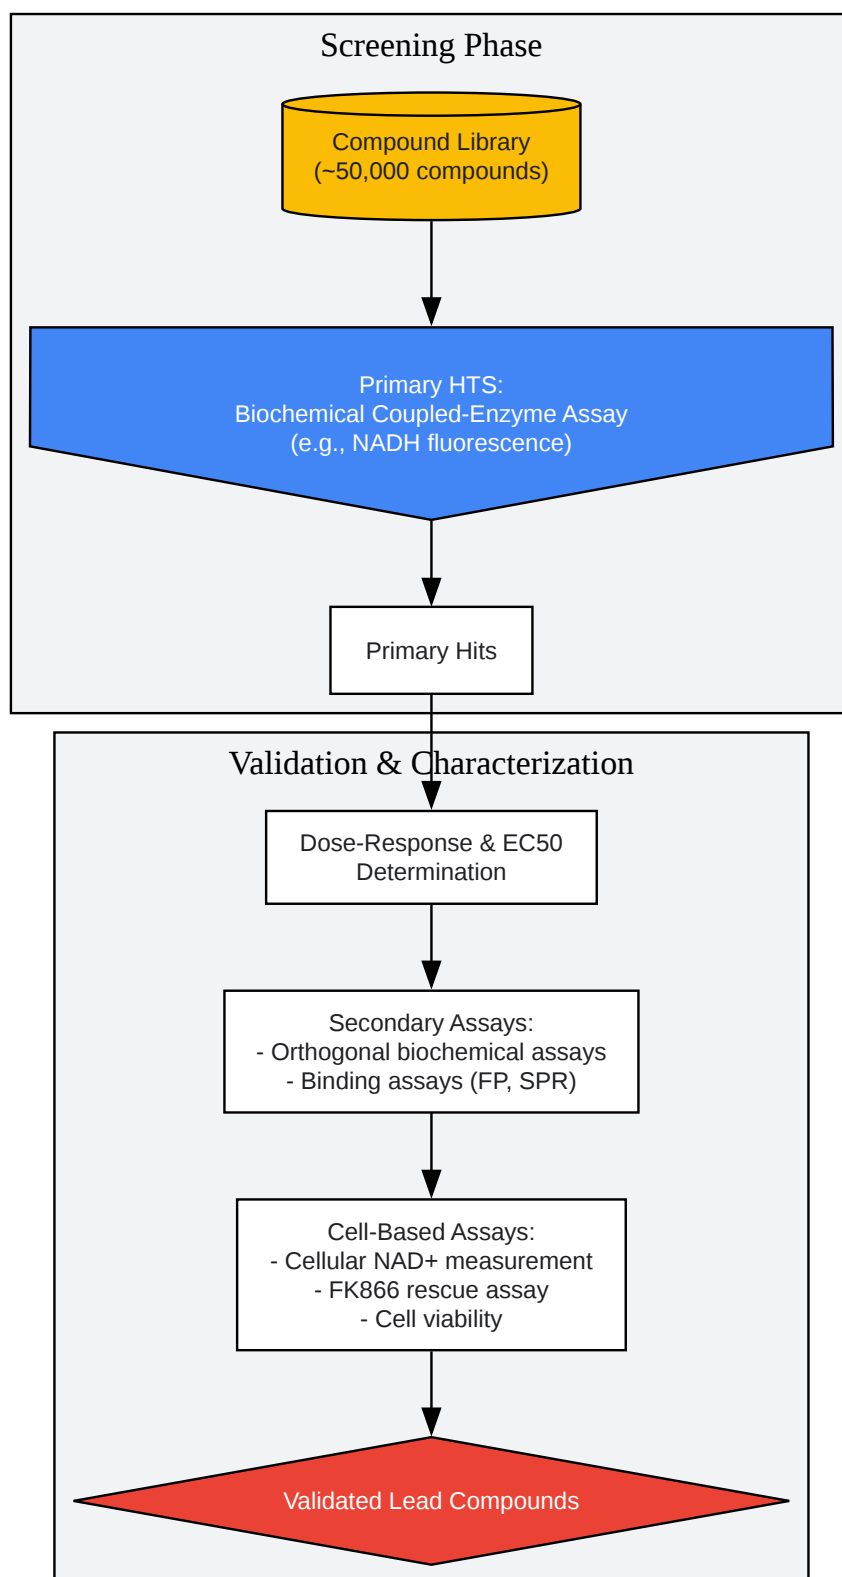 Screening Phase
Compound Library
(~50,000 compounds)
Primary HTS:
Biochemical Coupled-Enzyme Assay
(e.g., NADH fluorescence)
Primary Hits
Validation & Characterization
Dose-Response & EC50
Determination
Secondary Assays:
- Orthogonal biochemical assays
- Binding assays (FP, SPR)
Cell-Based Assays:
- Cellular NAD+ measurement
- FK866 rescue assay
- Cell viability
Validated Lead Compounds